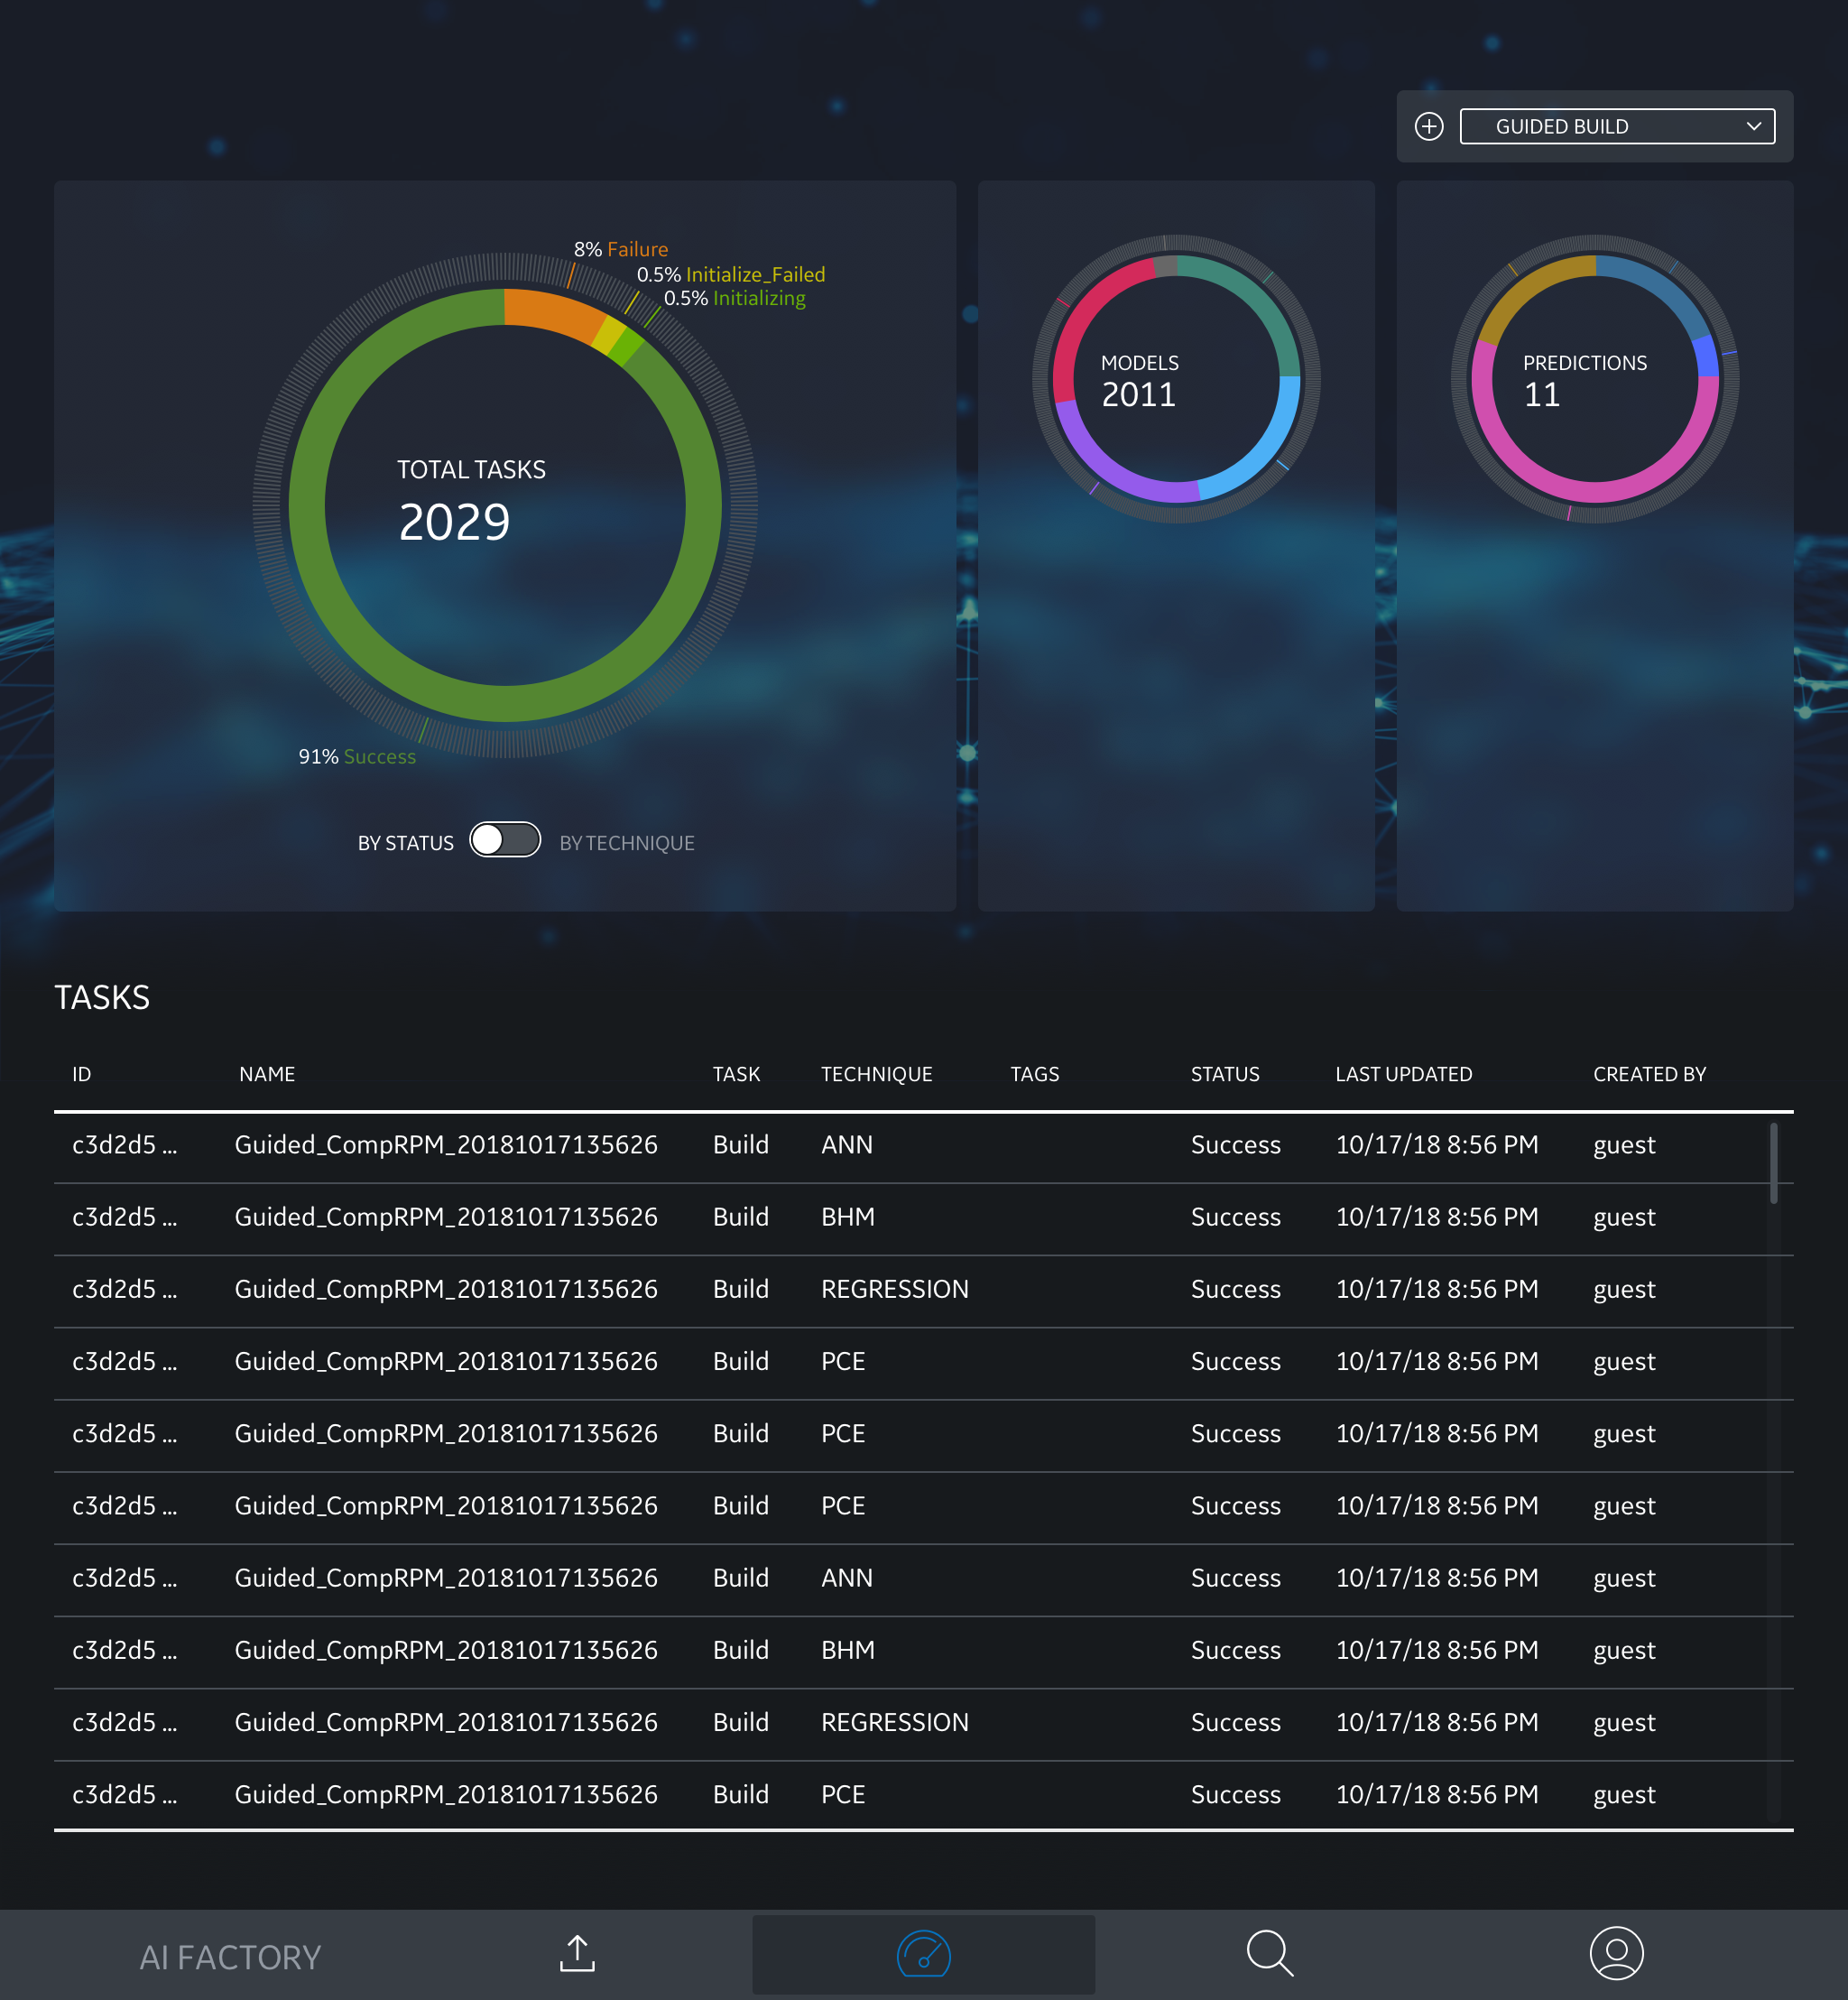 GUIDED BUILD
8% Failure
0.5% Initialize_Failed
0.5% Initializing
TOTAL TASKS
2029
91% Success
BY STATUS BY TECHNIQUE
MODELS
2011
PREDICTIONS
11
TASKS
ID NAME TASK TECHNIQUE TAGS STATUS LAST UPDATED CREATED BY
c3d2d5 ... Guided_CompRPM_20181017135626 Build ANN Success 10/17/18 8:56 PM guest
c3d2d5 ... Guided_CompRPM_20181017135626 Build BHM Success 10/17/18 8:56 PM guest
c3d2d5 ... Guided_CompRPM_20181017135626 Build REGRESSION Success 10/17/18 8:56 PM guest
c3d2d5 ... Guided_CompRPM_20181017135626 Build PCE Success 10/17/18 8:56 PM guest
c3d2d5 ... Guided_CompRPM_20181017135626 Build PCE Success 10/17/18 8:56 PM guest
c3d2d5 ... Guided_CompRPM_20181017135626 Build PCE Success 10/17/18 8:56 PM guest
c3d2d5 ... Guided_CompRPM_20181017135626 Build ANN Success 10/17/18 8:56 PM guest
c3d2d5 ... Guided_CompRPM_20181017135626 Build BHM Success 10/17/18 8:56 PM guest
c3d2d5 ... Guided_CompRPM_20181017135626 Build REGRESSION Success 10/17/18 8:56 PM guest
c3d2d5 ... Guided_CompRPM_20181017135626 Build PCE Success 10/17/18 8:56 PM guest
AI FACTORY